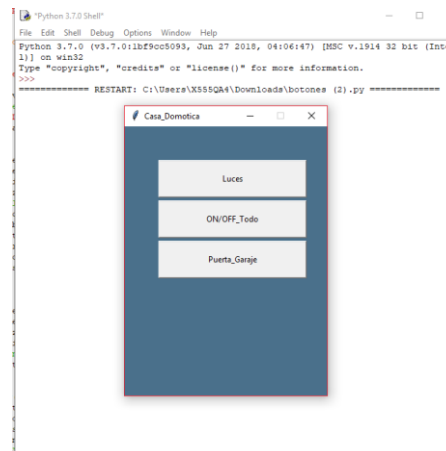 *Python 3.7.0 Shell*
File Edit Shell Debug Options Window Help
Python 3.7.0 (v3.7.0:1bf9cc5093, Jun 27 2018, 04:06:47) [MSC v.1914 32 bit (Inte
l)] on win32
Type "copyright", "credits" or "license()" for more information.
>>>
============ RESTART: C:\Users\X555QA4\Downloads\botones (2).py ============
Casa_Domotica
Luces
ON/OFF_Todo
Puerta_Garaje